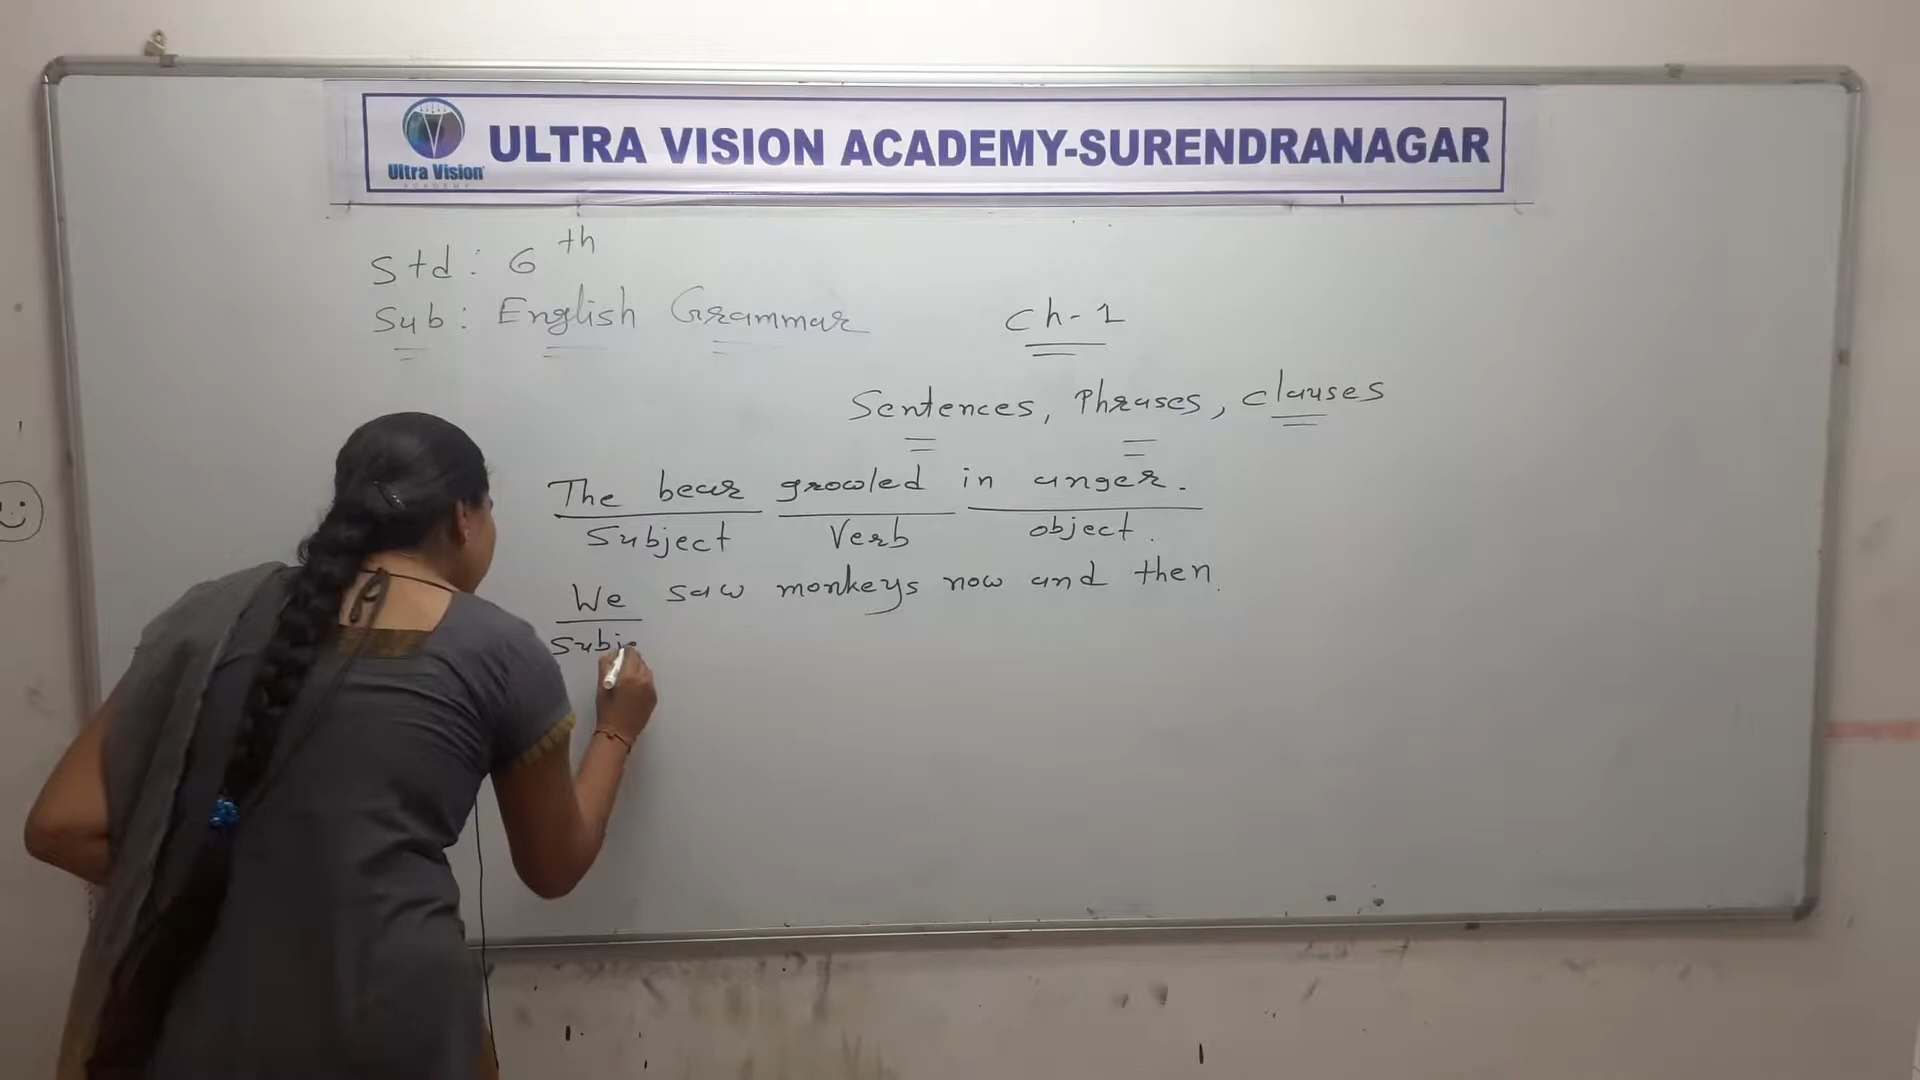 ULTRA VISION ACADEMY-SURENDRANAGAR
Ultra Vision
ACADEMY
Std: 6th
Sub: English Grammar
Ch-1
Sentences, Phrases, Clauses
The bear growled in anger.
Subject Verb object.
We saw monkeys now and then.
Subje